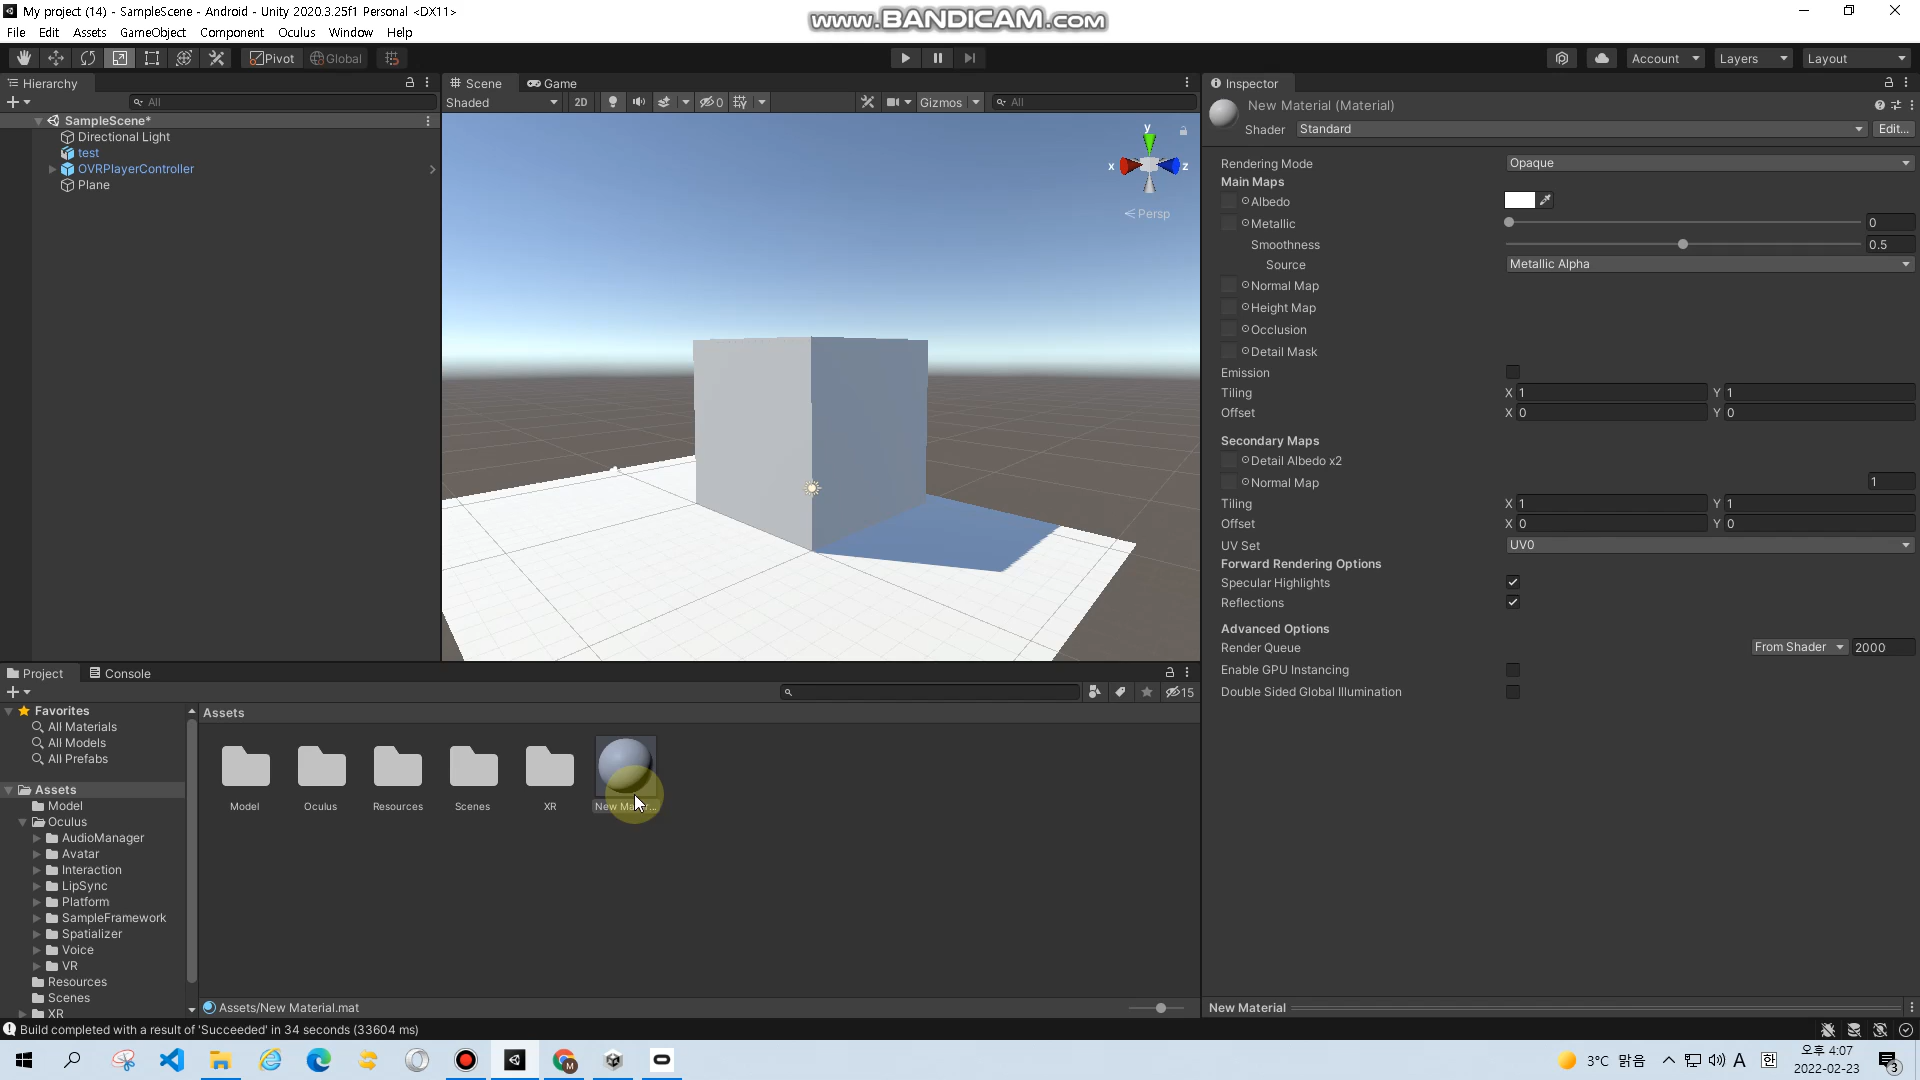 My project (14) - SampleScene - Android - Unity 2020.3.25f1 Personal <DX11>
www.BANDICAM.com
File Edit Assets GameObject Component Oculus Window Help
Pivot Global Account Layers Layout
Hierarchy
All
SampleScene*
Directional Light
test
OVRPlayerController
Plane
Scene Game
Shaded 2D 0 Gizmos All
y
x z
Persp
Inspector
New Material (Material)
Shader Standard Edit...
Rendering Mode Opaque
Main Maps
Albedo
Metallic 0
Smoothness 0.5
Source Metallic Alpha
Normal Map
Height Map
Occlusion
Detail Mask
Emission
Tiling X 1 Y 1
Offset X 0 Y 0
Secondary Maps
Detail Albedo x2
Normal Map 1
Tiling X 1 Y 1
Offset X 0 Y 0
UV Set UV0
Forward Rendering Options
Specular Highlights
Reflections
Advanced Options
Render Queue From Shader 2000
Enable GPU Instancing
Double Sided Global Illumination
New Material
Project Console
15
Favorites
All Materials
All Models
All Prefabs
Assets
Model
Oculus
AudioManager
Avatar
Interaction
LipSync
Platform
SampleFramework
Spatializer
Voice
VR
Resources
Scenes
XR
Assets
Model Oculus Resources Scenes XR
Assets/New Material.mat
Build completed with a result of 'Succeeded' in 34 seconds (33604 ms)
3°C 맑음 A 한 오후 4:07
2022-02-23
3